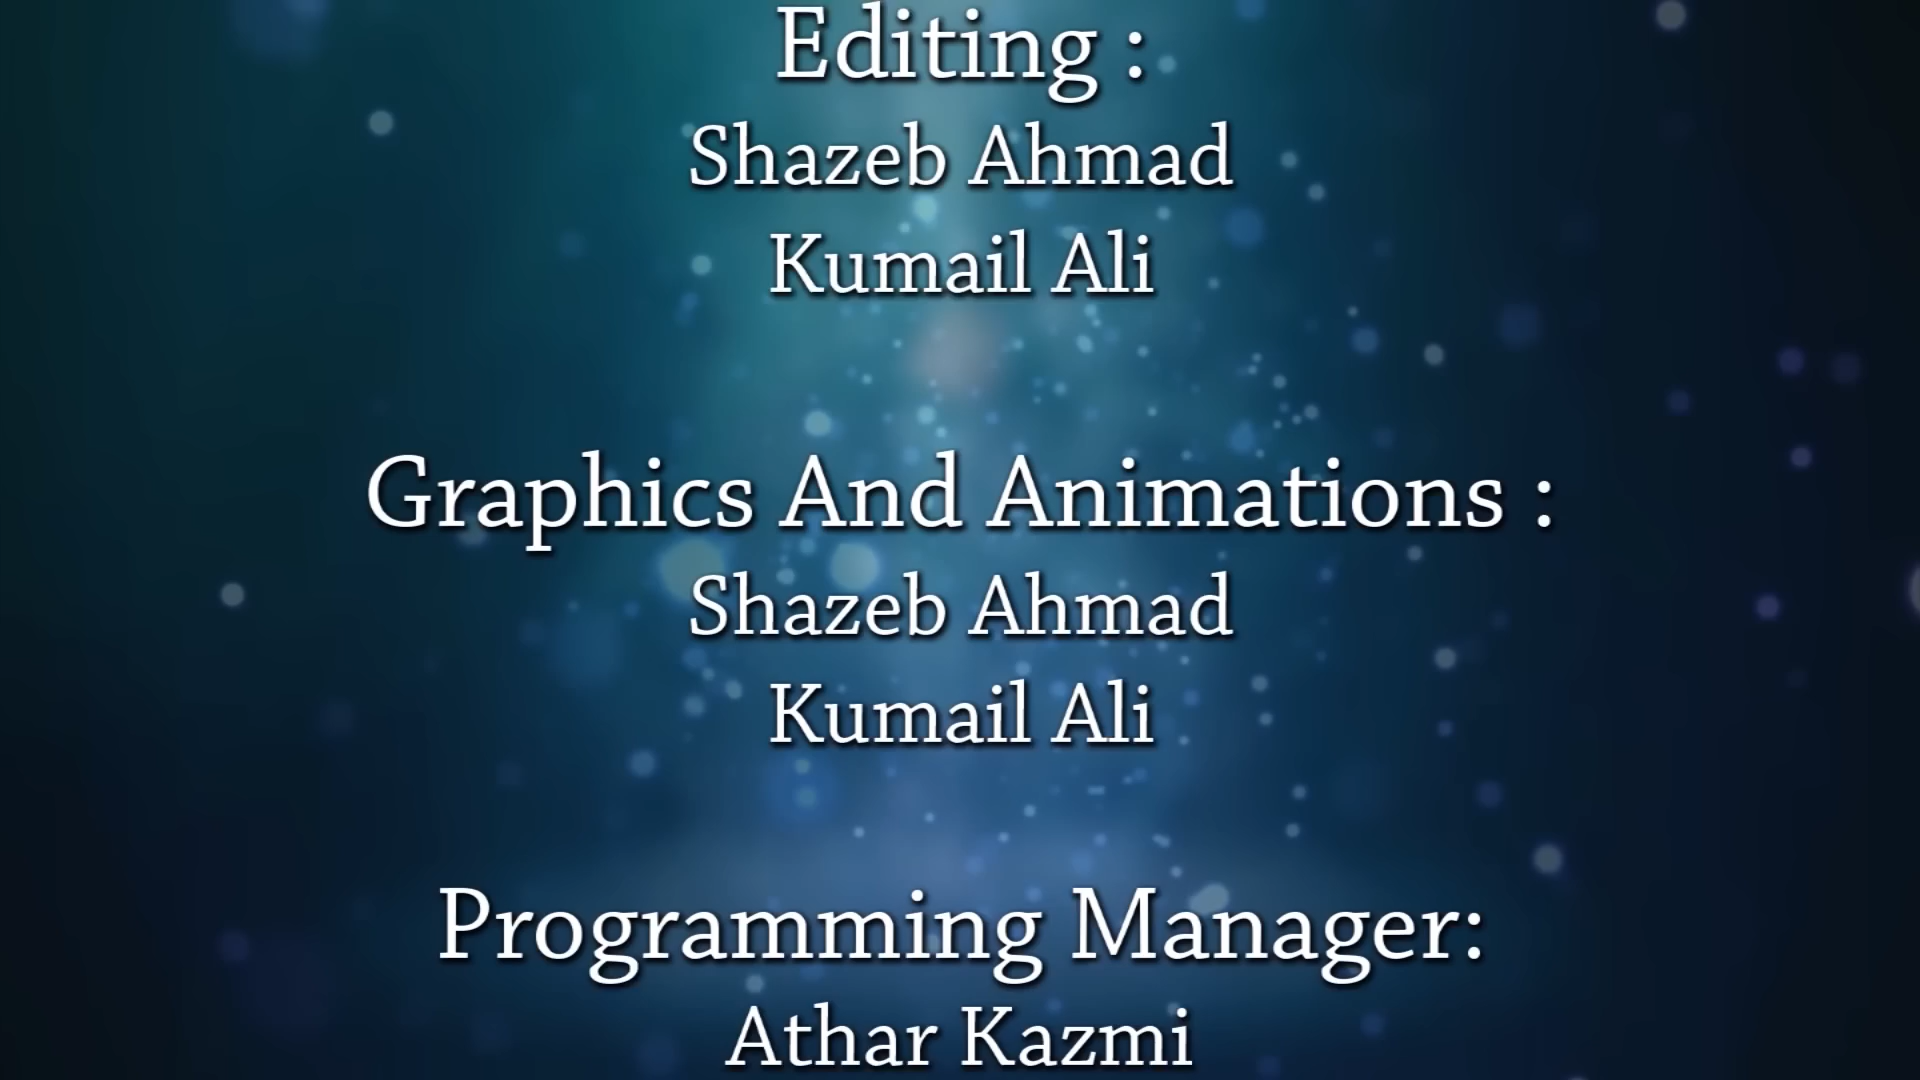 Editing :
Shazeb Ahmad
Kumail Ali
Graphics And Animations :
Shazeb Ahmad
Kumail Ali
Programming Manager:
Athar Kazmi